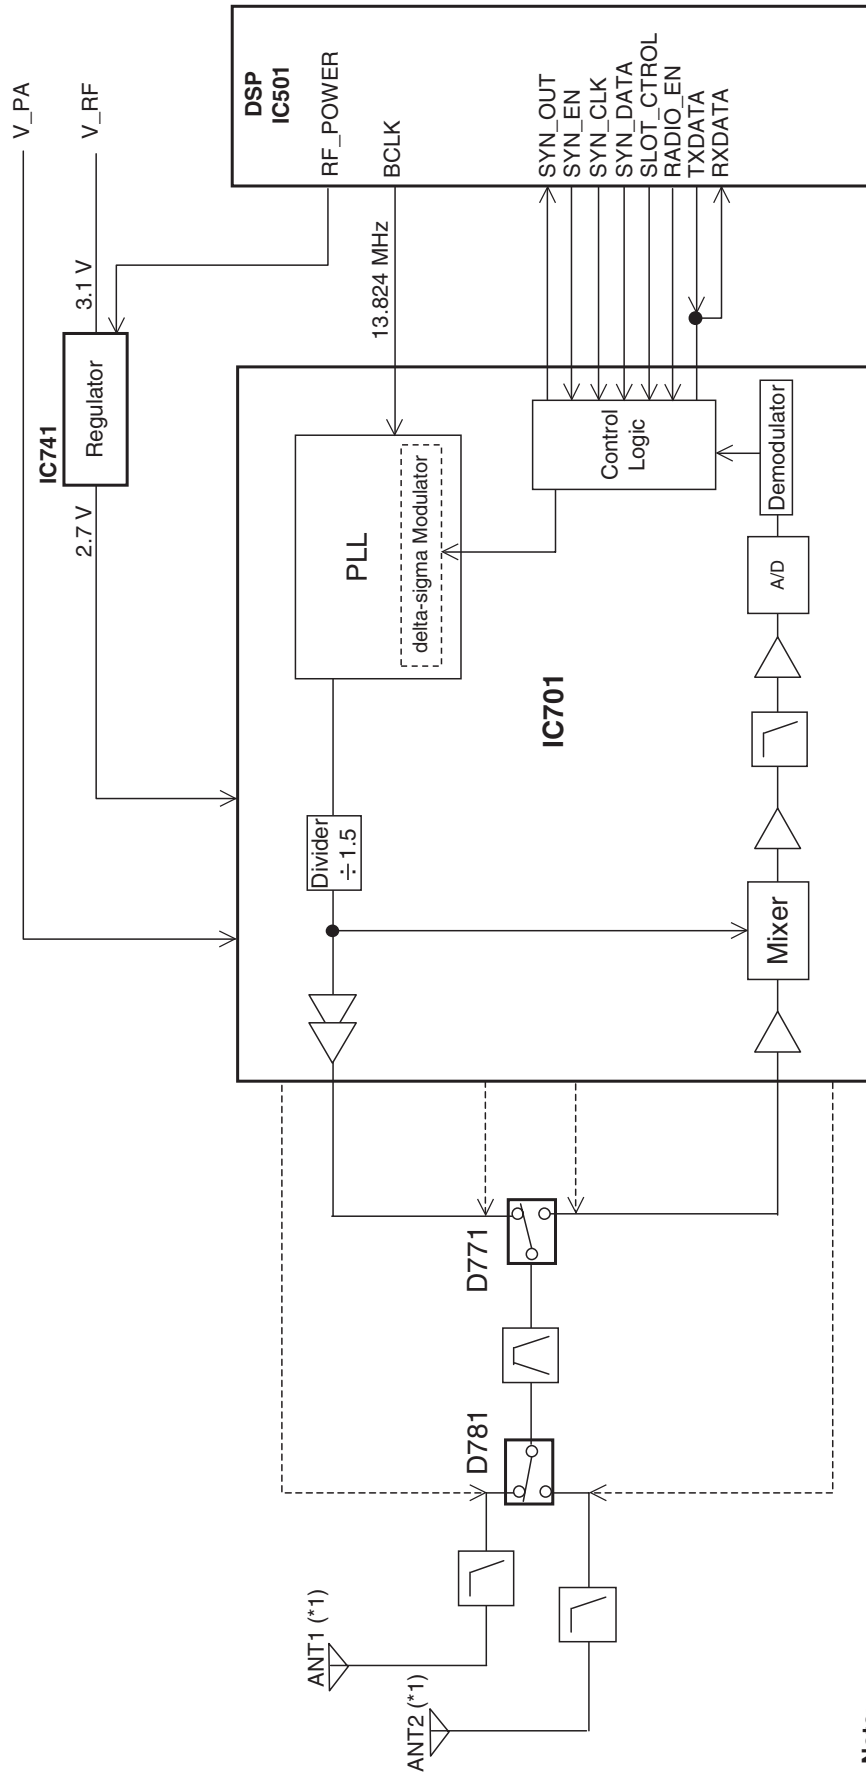 V_PA
V_RF
DSP
IC501
RF_POWER
BCLK
SYN_OUT
SYN_EN
SYN_CLK
SYN_DATA
SLOT_CTROL
RADIO_EN
TXDATA
RXDATA
3.1 V
IC741
Regulator
2.7 V
13.824 MHz
PLL
delta-sigma Modulator
Control
Logic
Demodulator
A/D
IC701
Divider
÷1.5
Mixer
D771
D781
ANT1 (*1)
ANT2 (*1)